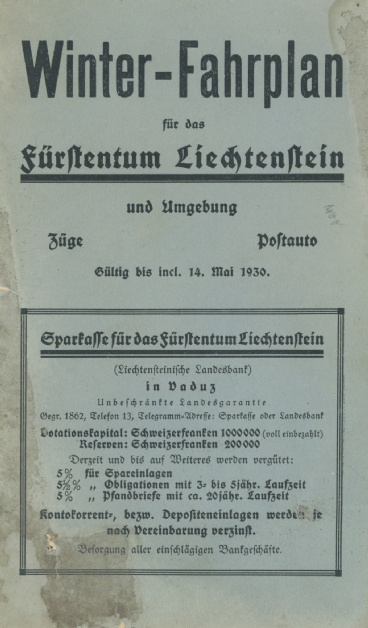 Winter-Fahrplan
für das
Fürstentum Liechtenstein
und Umgebung
Züge Postauto
Gültig bis incl. 14. Mai 1930.
Sparkasse für das Fürstentum Liechtenstein
(Liechtensteinische Landesbank)
in Vaduz
Unbeschränkte Landesgarantie
Gegr. 1862, Telefon 13, Telegramm-Adresse: Sparkasse oder Landesbank
Dotationskapital: Schweizerfranken 1000000 (voll einbezahlt)
Reserven: Schweizerfranken 200000
Derzeit und bis auf Weiteres werden vergütet:
5% für Spareinlagen
5½% „ Obligationen mit 3- bis 5jähr. Laufzeit
5% „ Pfandbriefe mit ca. 20jähr. Laufzeit
Kontokorrent-, bezw. Depositeneinlagen werden je
nach Vereinbarung verzinst.
Besorgung aller einschlägigen Bankgeschäfte.